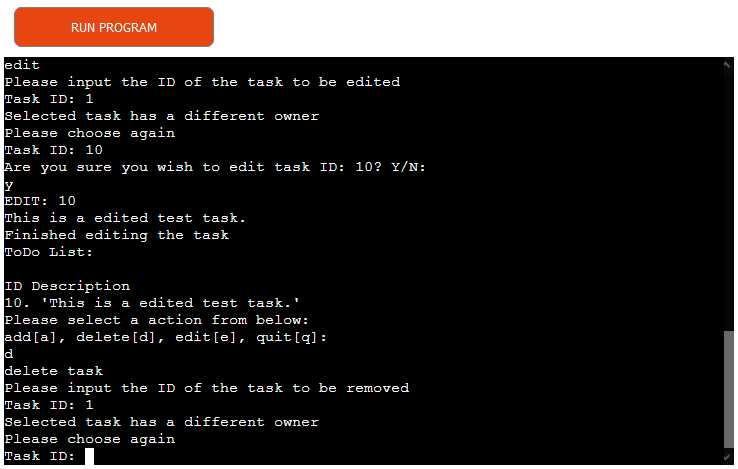 RUN PROGRAM
edit
Please input the ID of the task to be edited
Task ID: 1
Selected task has a different owner
Please choose again
Task ID: 10
Are you sure you wish to edit task ID: 10? Y/N:
y
EDIT: 10
This is a edited test task.
Finished editing the task
ToDo List:
ID Description
10. 'This is a edited test task.'
Please select a action from below:
add[a], delete[d], edit[e], quit[q]:
d
delete task
Please input the ID of the task to be removed
Task ID: 1
Selected task has a different owner
Please choose again
Task ID: